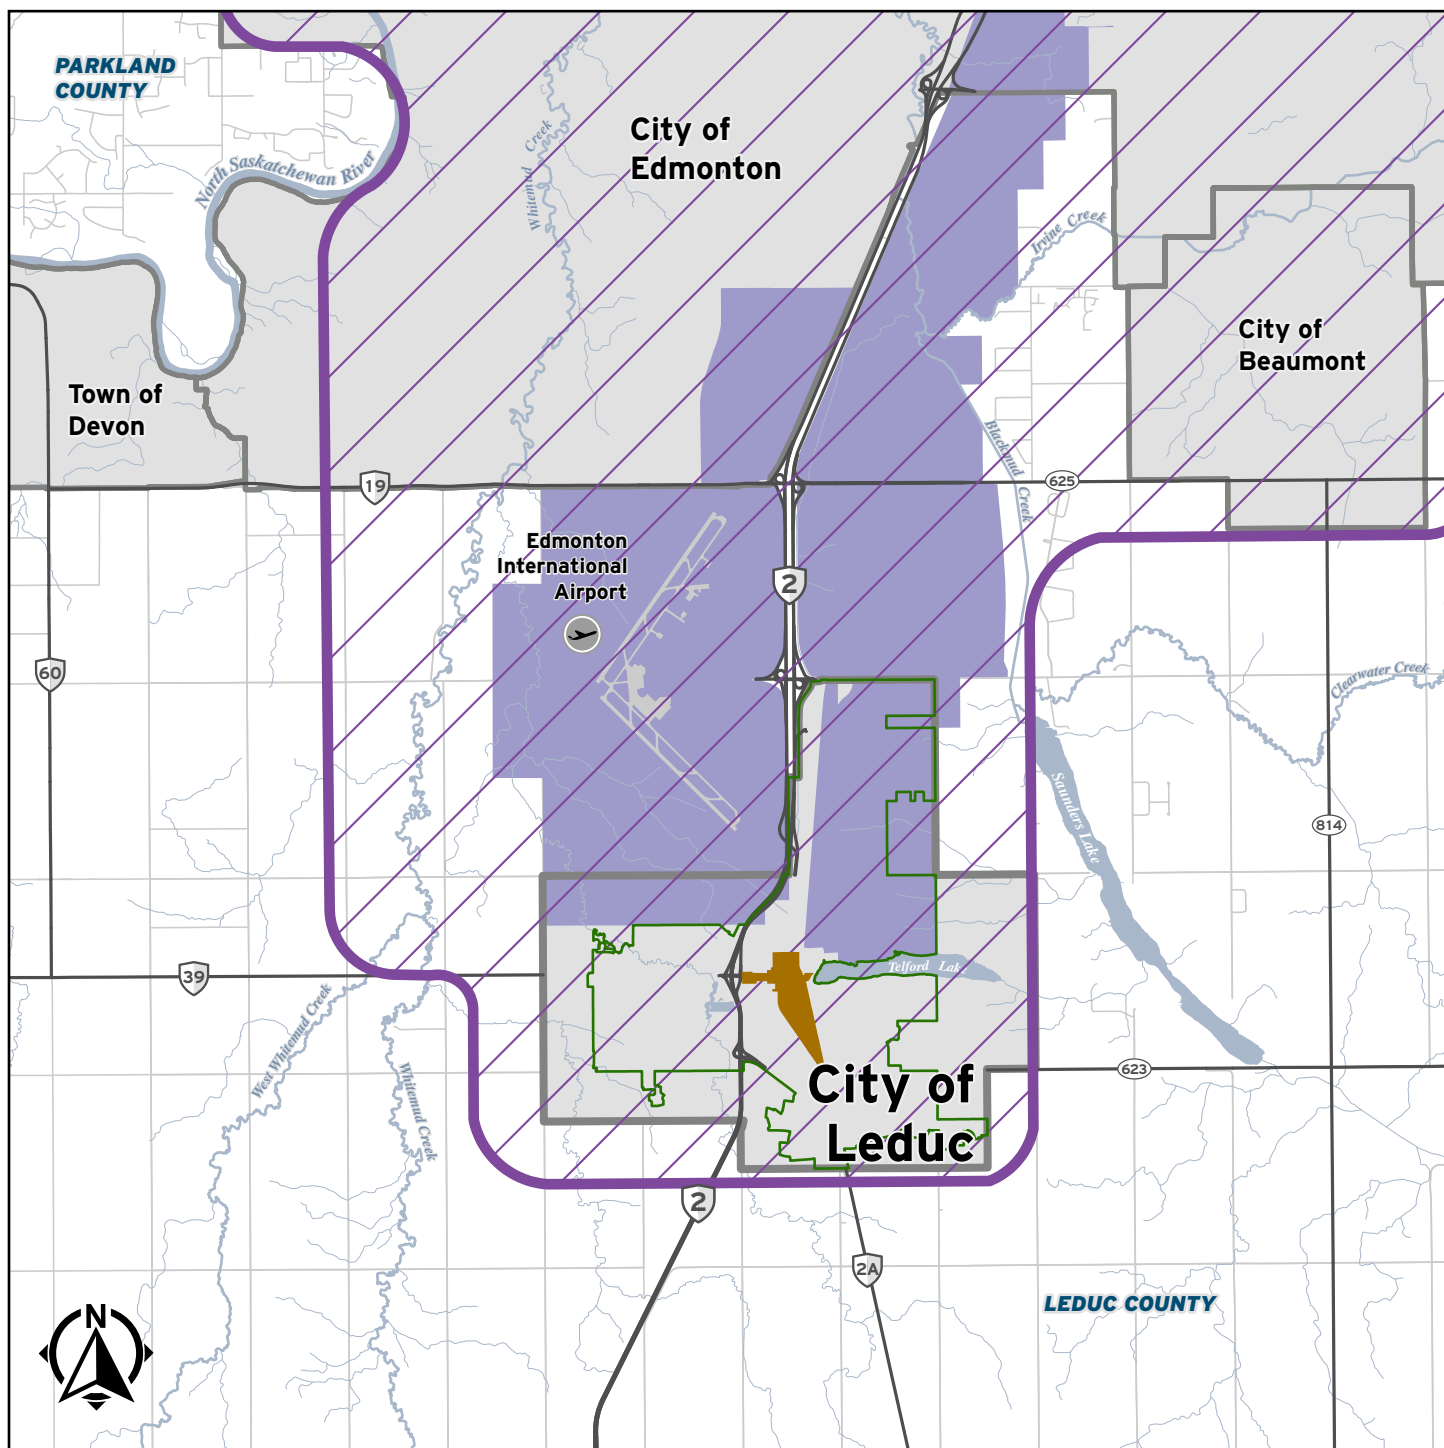 PARKLAND
COUNTY
City of
Edmonton
Whitemud Creek
North Saskatchewan River
Irvine Creek
City of
Beaumont
Town of
Devon
Blackmud Creek
19
625
Edmonton
International
Airport
2
60
Clearwater Creek
Saunders Lake
814
Telford Lake
39
West Whitemud Creek
Whitemud Creek
623
City of
Leduc
2
2A
LEDUC COUNTY
N